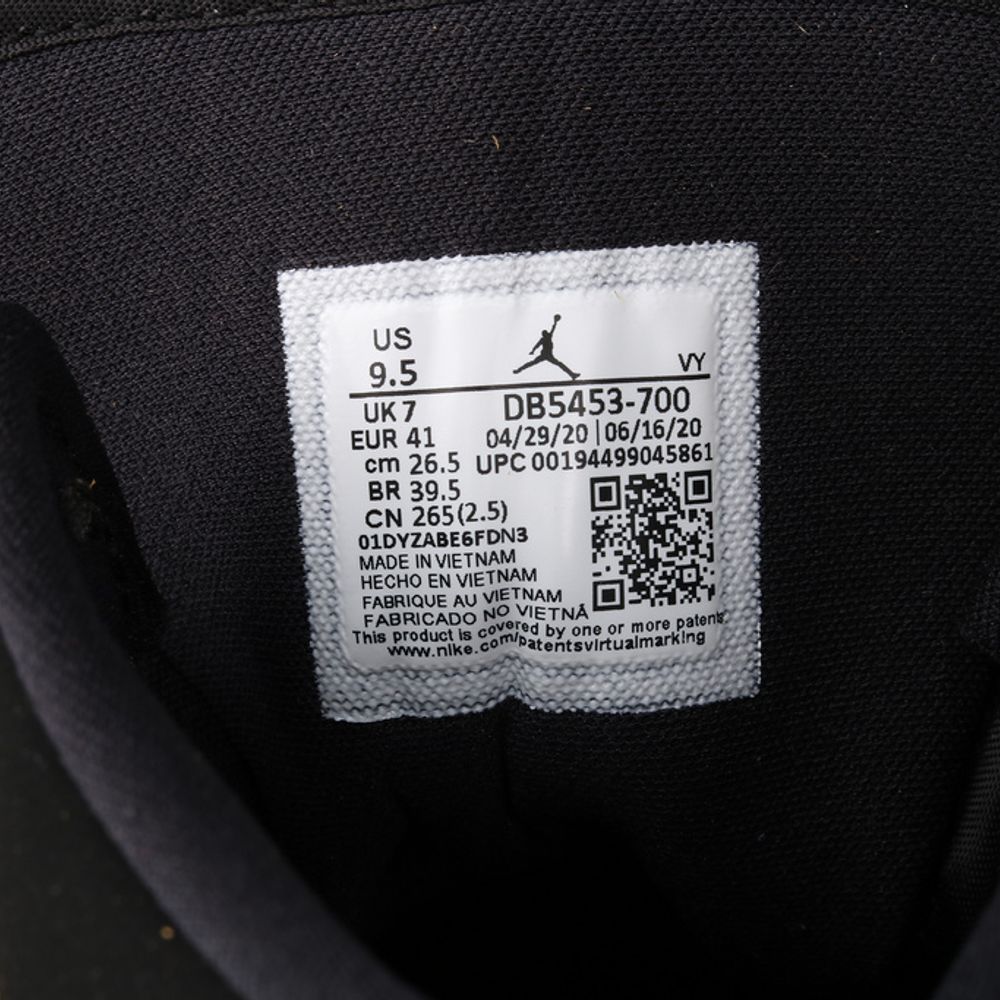 US
9.5
VY
UK 7
DB5453-700
EUR 41
04/29/20 | 06/16/20
cm 26.5
UPC 00194499045861
BR 39.5
CN 265(2.5)
01DYZABE6FDN3
MADE IN VIETNAM
HECHO EN VIETNAM
FABRIQUE AU VIETNAM
FABRICADO NO VIETNÃ
This product is covered by one or more patents.
www.nike.com/patentsvirtualmarking